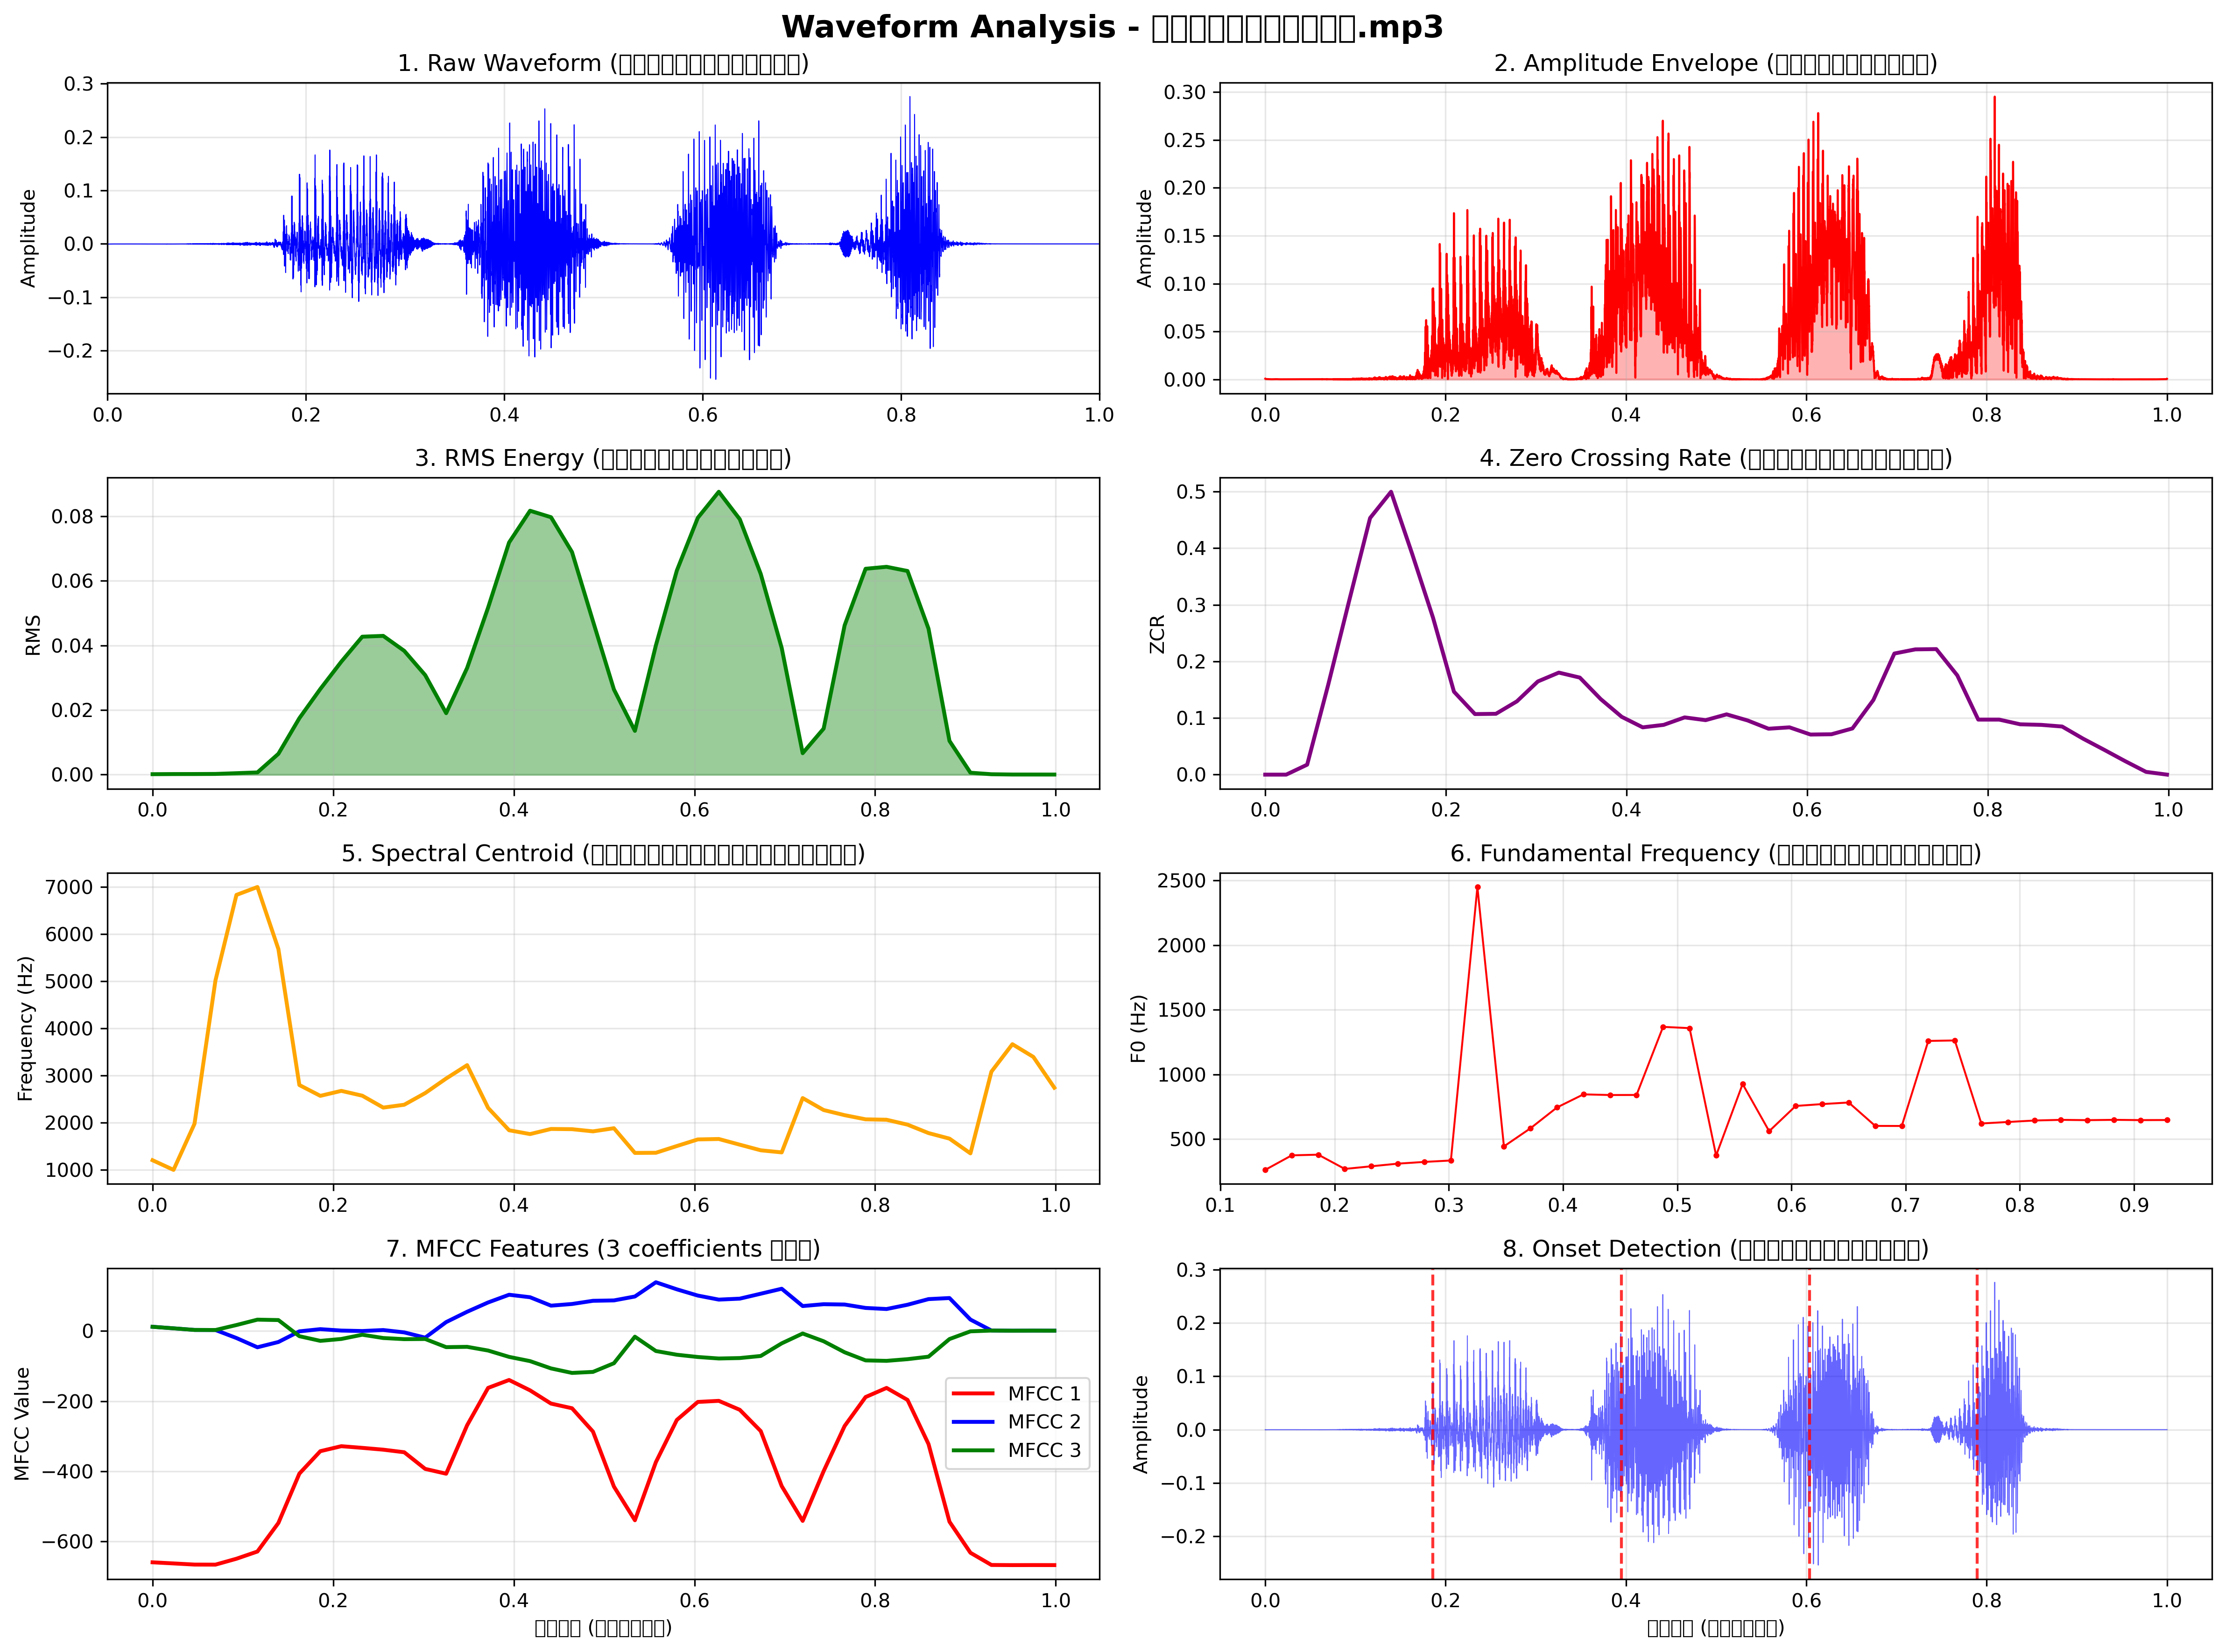 Waveform Analysis - .mp3
1. Raw Waveform ()
0.3
0.2
0.1
0.0
−0.1
−0.2
Amplitude
0.0 0.2 0.4 0.6 0.8 1.0
2. Amplitude Envelope ()
0.30
0.25
0.20
0.15
0.10
0.05
0.00
Amplitude
0.0 0.2 0.4 0.6 0.8 1.0
3. RMS Energy ()
0.08
0.06
0.04
0.02
0.00
RMS
0.0 0.2 0.4 0.6 0.8 1.0
4. Zero Crossing Rate ()
0.5
0.4
0.3
0.2
0.1
0.0
ZCR
0.0 0.2 0.4 0.6 0.8 1.0
5. Spectral Centroid ()
7000
6000
5000
4000
3000
2000
1000
Frequency (Hz)
0.0 0.2 0.4 0.6 0.8 1.0
6. Fundamental Frequency ()
2500
2000
1500
1000
500
F0 (Hz)
0.1 0.2 0.3 0.4 0.5 0.6 0.7 0.8 0.9
7. MFCC Features (3 coefficients )
0
−200
−400
−600
MFCC Value
MFCC 1
MFCC 2
MFCC 3
0.0 0.2 0.4 0.6 0.8 1.0
8. Onset Detection ()
0.3
0.2
0.1
0.0
−0.1
−0.2
Amplitude
0.0 0.2 0.4 0.6 0.8 1.0